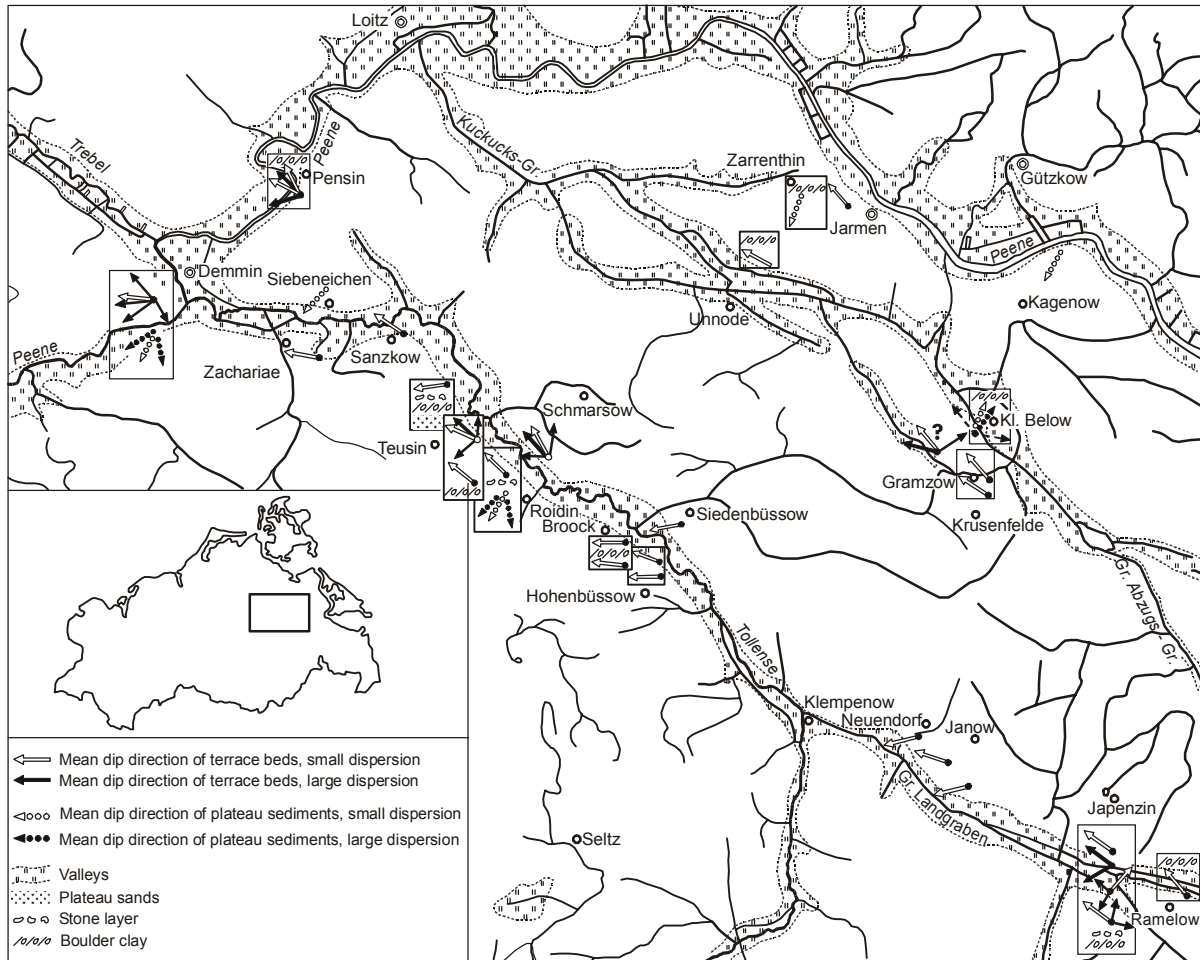 Loitz
Trebel
Peene
Pensin
Kuckucks-Gr.
Zarrenthin
Gützkow
Jarmen
Peene
Demmin
Siebeneichen
Kagenow
Unnode
Peene
Zachariae
Sanzkow
Schmarsow
Teusin
?
Kl. Below
Gramzow
Roidin
Broock
Siedenbüssow
Krusenfelde
Hohenbüssow
Gr. Abzugs-Gr.
Tollense
Klempenow
Neuendorf
Janow
Gr. Landgraben
Japenzin
Seltz
Ramelow
Mean dip direction of terrace beds, small dispersion
Mean dip direction of terrace beds, large dispersion
Mean dip direction of plateau sediments, small dispersion
Mean dip direction of plateau sediments, large dispersion
Valleys
Plateau sands
Stone layer
Boulder clay